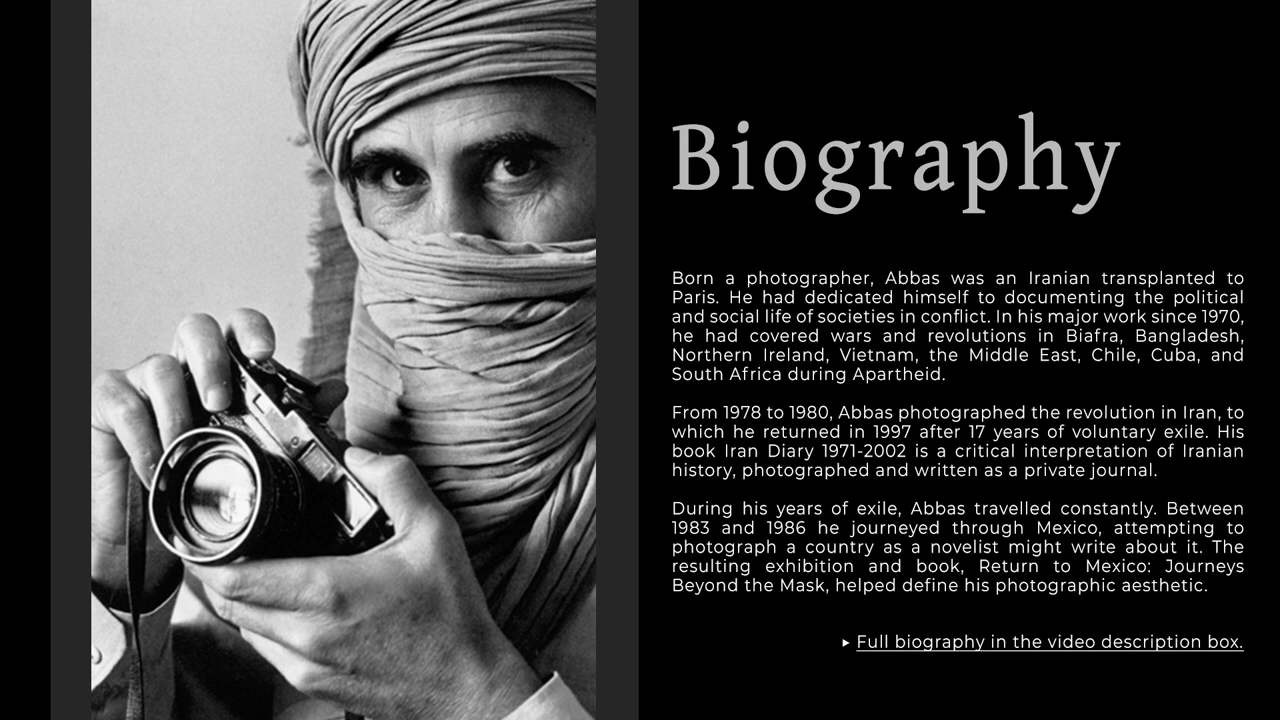 Biography
Born a photographer, Abbas was an Iranian transplanted to
Paris. He had dedicated himself to documenting the political
and social life of societies in conflict. In his major work since 1970,
he had covered wars and revolutions in Biafra, Bangladesh,
Northern Ireland, Vietnam, the Middle East, Chile, Cuba, and
South Africa during Apartheid.
From 1978 to 1980, Abbas photographed the revolution in Iran, to
which he returned in 1997 after 17 years of voluntary exile. His
book Iran Diary 1971-2002 is a critical interpretation of Iranian
history, photographed and written as a private journal.
During his years of exile, Abbas travelled constantly. Between
1983 and 1986 he journeyed through Mexico, attempting to
photograph a country as a novelist might write about it. The
resulting exhibition and book, Return to Mexico: Journeys
Beyond the Mask, helped define his photographic aesthetic.
▸ Full biography in the video description box.